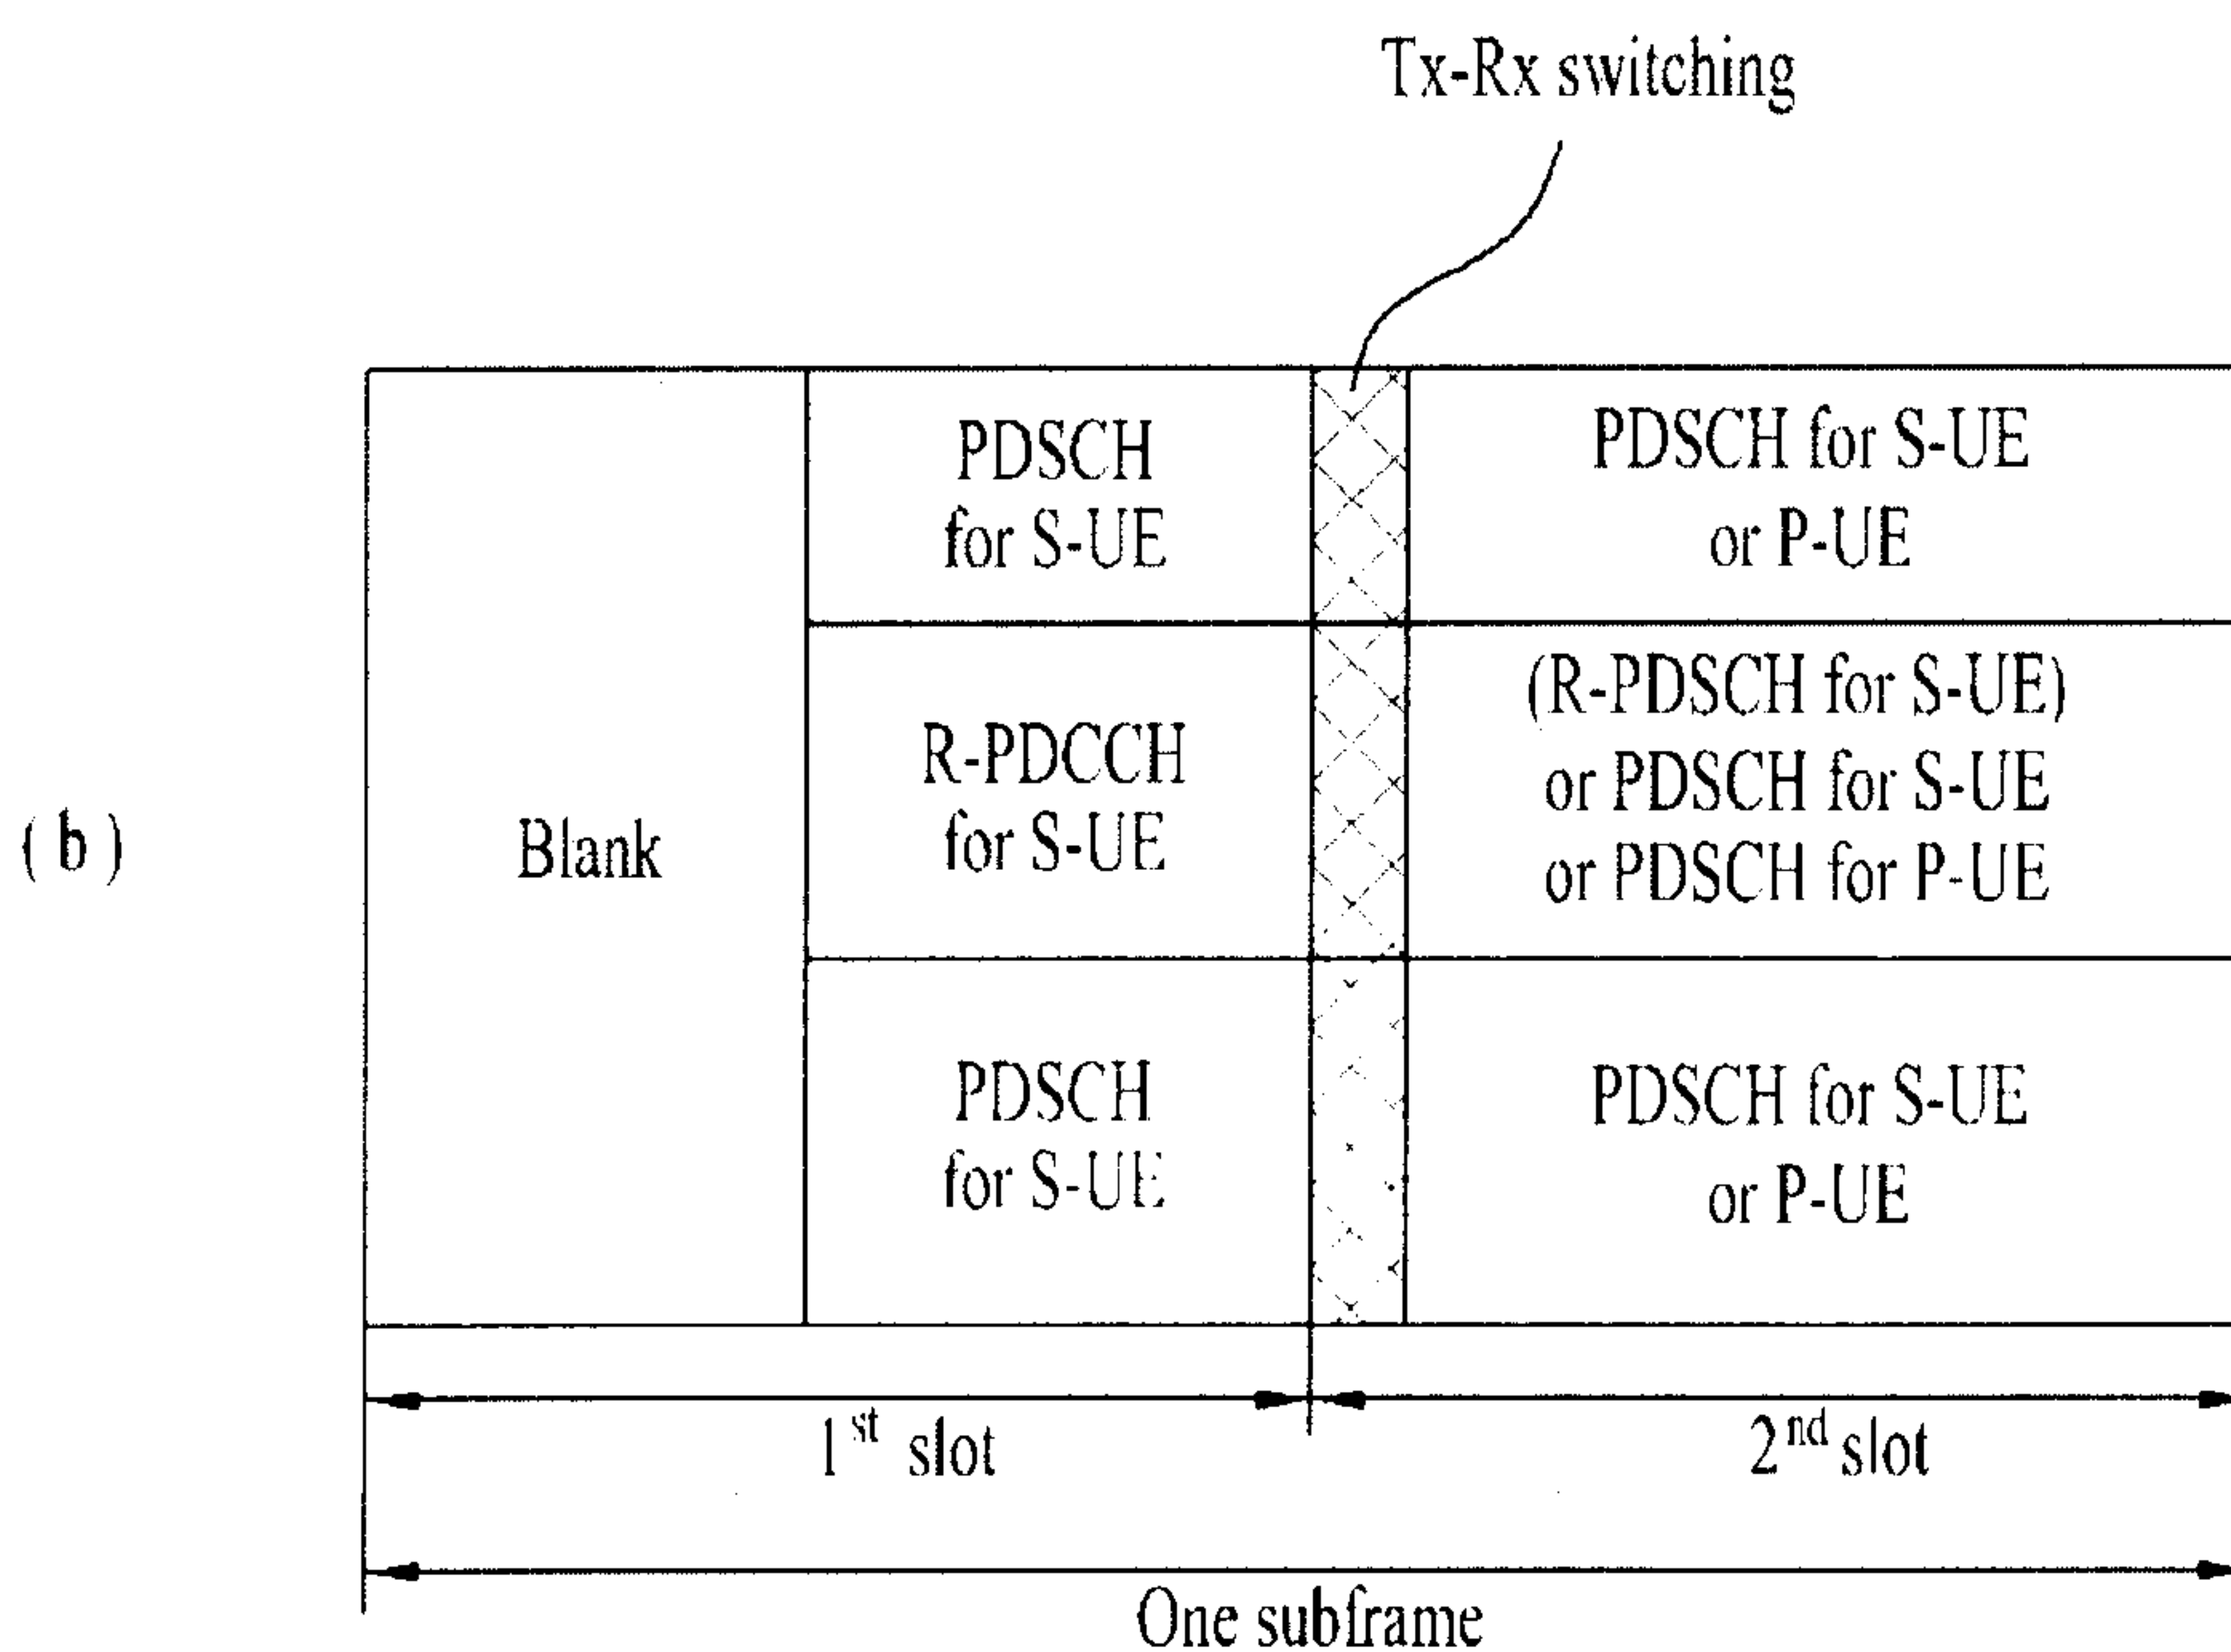 Tx-Rx switching
PDSCH
for S-UE
PDSCH for S-UE
or P-UE
(b)
Blank
R-PDCCH
for S-UE
(R-PDSCH for S-UE)
or PDSCH for S-UE
or PDSCH for P-UE
PDSCH
for S-UE
PDSCH for S-UE
or P-UE
1st slot
2nd slot
One subframe